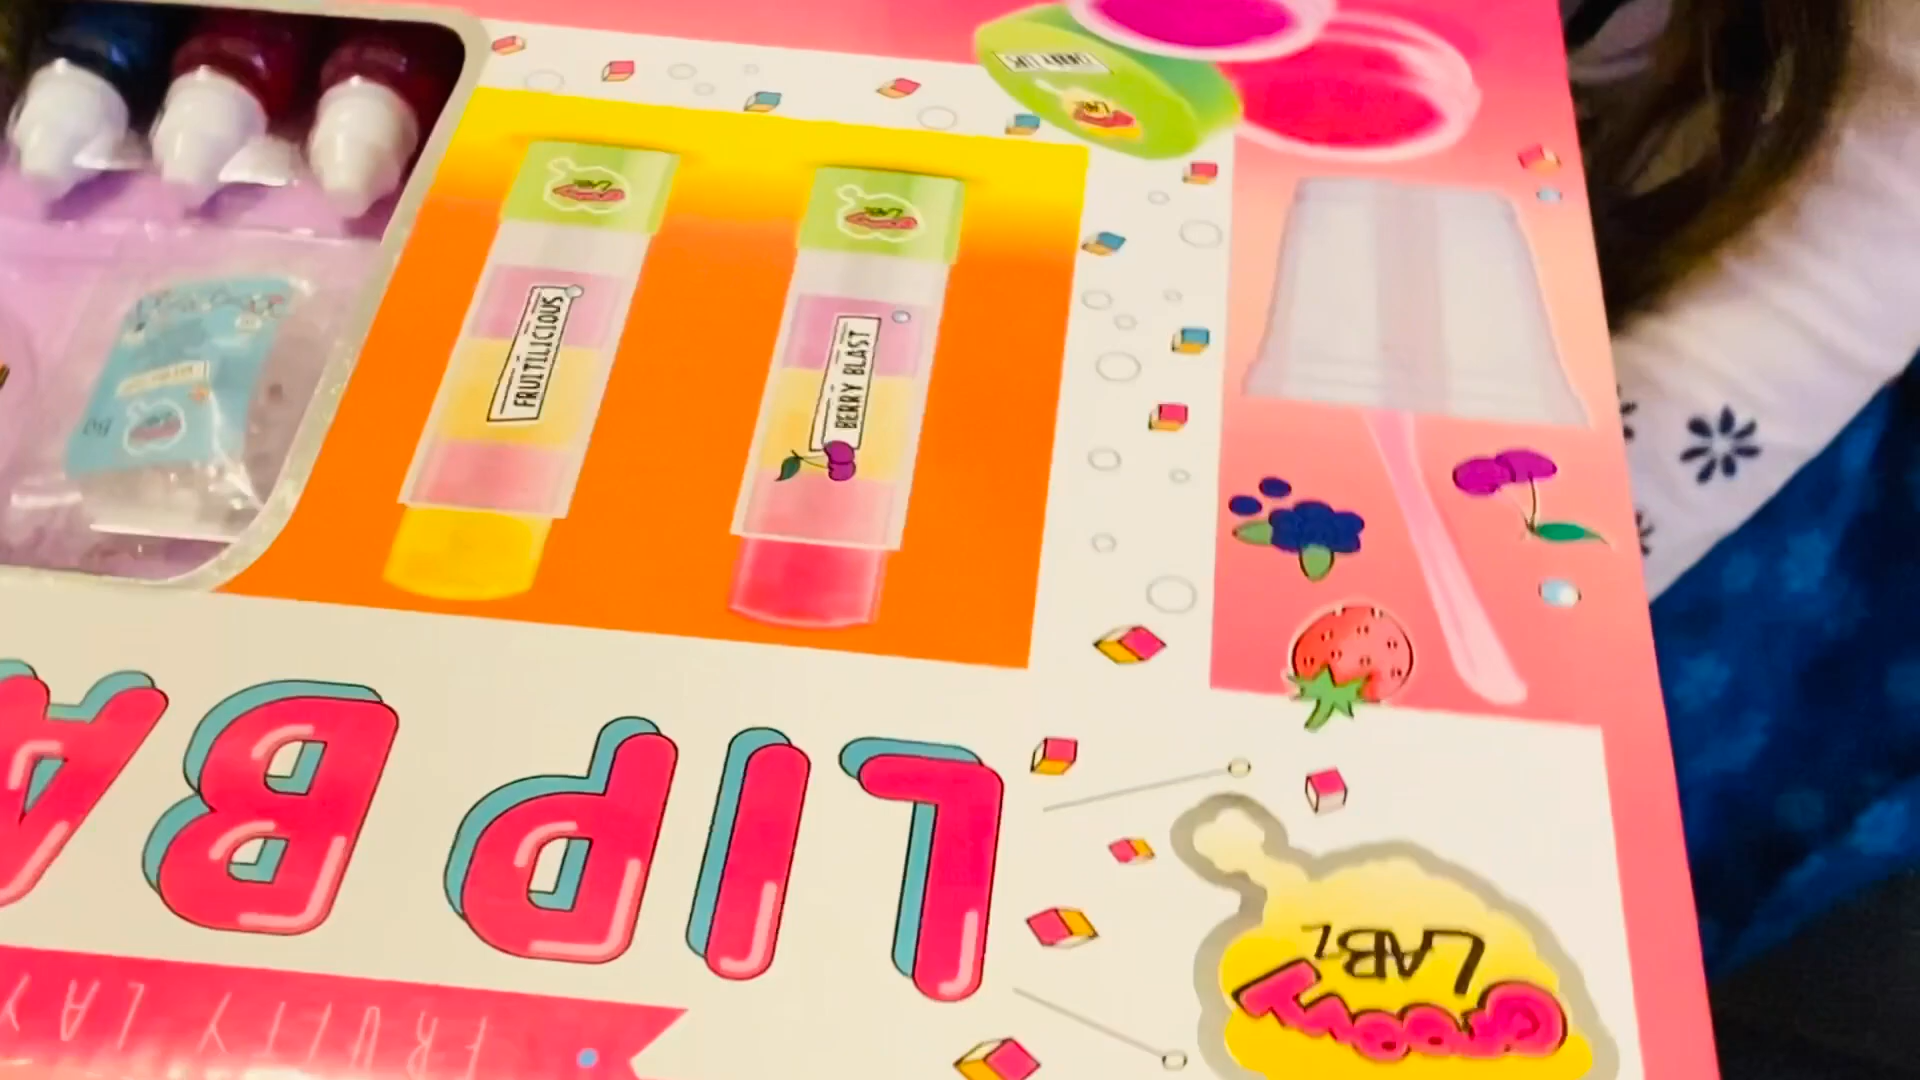 Groovy
LABZ
LIP BA
FRUITY LAY
FRUITILICIOUS
BERRY BLAST